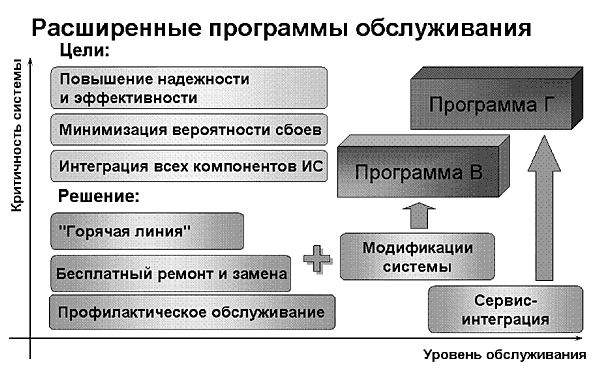 Расширенные программы обслуживания
Цели:
Критичность системы
Повышение надежности
и эффективности
Минимизация вероятности сбоев
Интеграция всех компонентов ИС
Программа Г
Программа В
Решение:
"Горячая линия"
Бесплатный ремонт и замена
Профилактическое обслуживание
Модификации
системы
Сервис-
интеграция
Уровень обслуживания